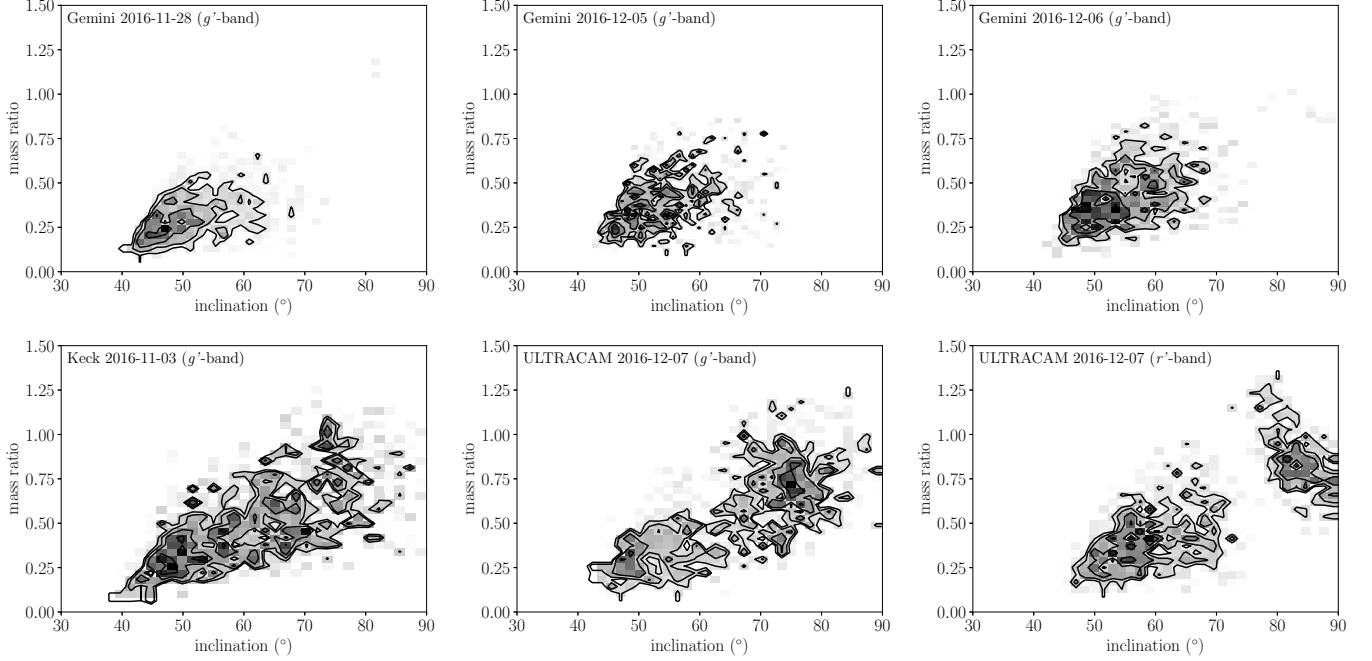 Gemini 2016-11-28 (g'-band)
1.50
1.25
1.00
0.75
0.50
0.25
0.00
mass ratio
30 40 50 60 70 80 90
inclination (°)
Gemini 2016-12-05 (g'-band)
1.50
1.25
1.00
0.75
0.50
0.25
0.00
mass ratio
30 40 50 60 70 80 90
inclination (°)
Gemini 2016-12-06 (g'-band)
1.50
1.25
1.00
0.75
0.50
0.25
0.00
mass ratio
30 40 50 60 70 80 90
inclination (°)
Keck 2016-11-03 (g'-band)
1.50
1.25
1.00
0.75
0.50
0.25
0.00
mass ratio
30 40 50 60 70 80 90
inclination (°)
ULTRACAM 2016-12-07 (g'-band)
1.50
1.25
1.00
0.75
0.50
0.25
0.00
mass ratio
30 40 50 60 70 80 90
inclination (°)
ULTRACAM 2016-12-07 (r'-band)
1.50
1.25
1.00
0.75
0.50
0.25
0.00
mass ratio
30 40 50 60 70 80 90
inclination (°)